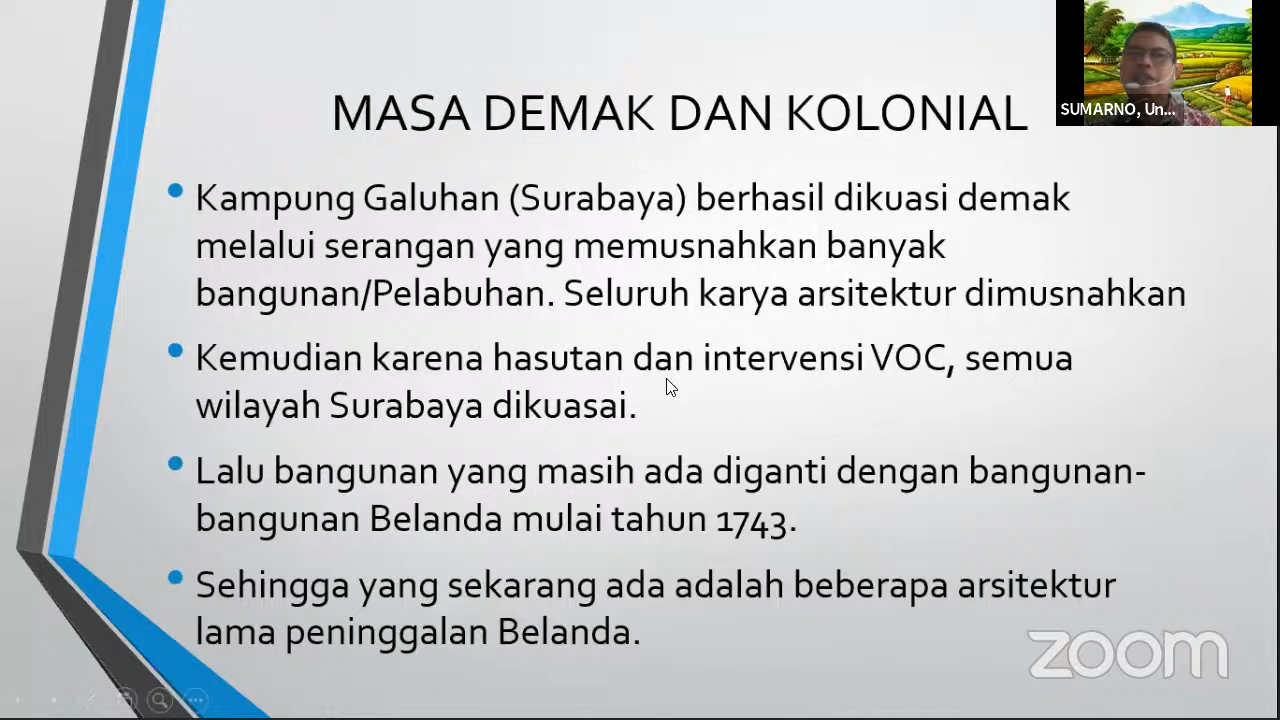 MASA DEMAK DAN KOLONIAL
SUMARNO, Un...
Kampung Galuhan (Surabaya) berhasil dikuasi demak
melalui serangan yang memusnahkan banyak
bangunan/Pelabuhan. Seluruh karya arsitektur dimusnahkan
Kemudian karena hasutan dan intervensi VOC, semua
wilayah Surabaya dikuasai.
Lalu bangunan yang masih ada diganti dengan bangunan-
bangunan Belanda mulai tahun 1743.
Sehingga yang sekarang ada adalah beberapa arsitektur
lama peninggalan Belanda.
zoom